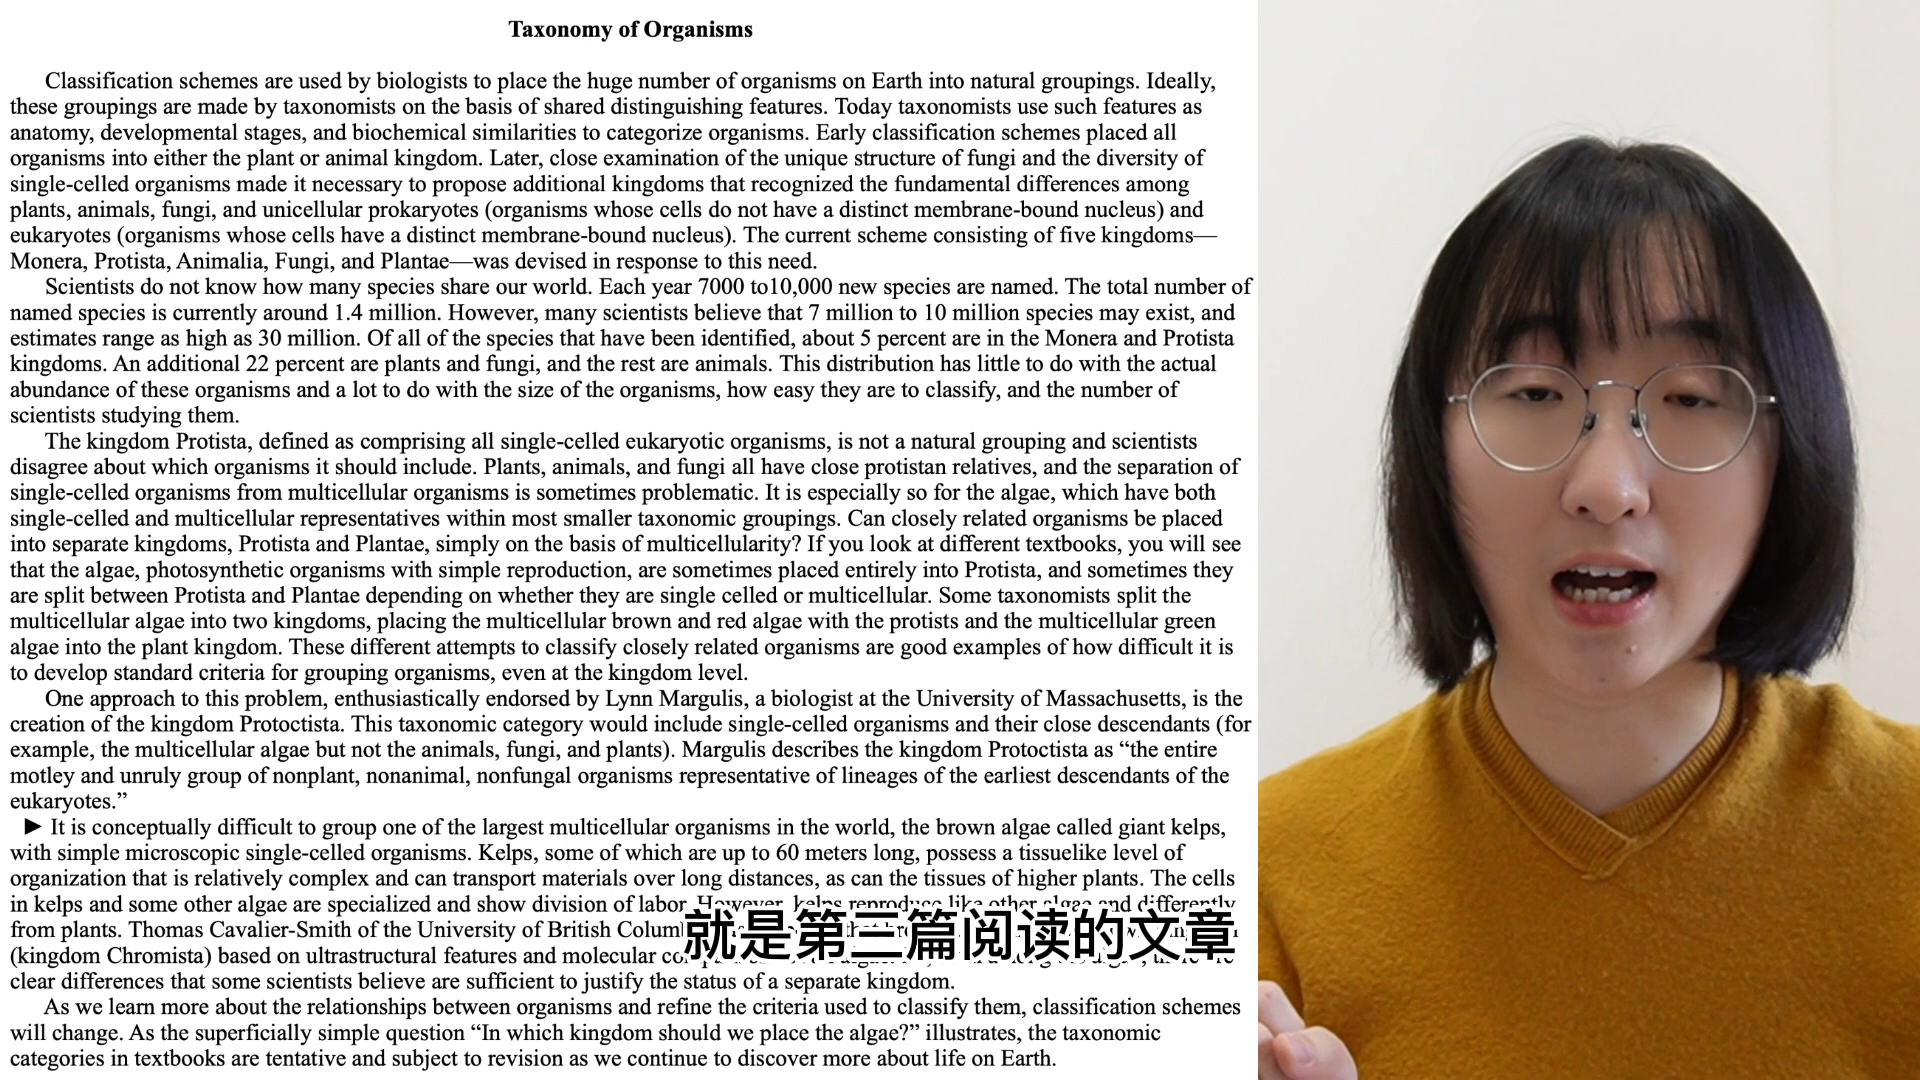 Taxonomy of Organisms
Classification schemes are used by biologists to place the huge number of organisms on Earth into natural groupings. Ideally,
these groupings are made by taxonomists on the basis of shared distinguishing features. Today taxonomists use such features as
anatomy, developmental stages, and biochemical similarities to categorize organisms. Early classification schemes placed all
organisms into either the plant or animal kingdom. Later, close examination of the unique structure of fungi and the diversity of
single-celled organisms made it necessary to propose additional kingdoms that recognized the fundamental differences among
plants, animals, fungi, and unicellular prokaryotes (organisms whose cells do not have a distinct membrane-bound nucleus) and
eukaryotes (organisms whose cells have a distinct membrane-bound nucleus). The current scheme consisting of five kingdoms—
Monera, Protista, Animalia, Fungi, and Plantae—was devised in response to this need.
Scientists do not know how many species share our world. Each year 7000 to10,000 new species are named. The total number of
named species is currently around 1.4 million. However, many scientists believe that 7 million to 10 million species may exist, and
estimates range as high as 30 million. Of all of the species that have been identified, about 5 percent are in the Monera and Protista
kingdoms. An additional 22 percent are plants and fungi, and the rest are animals. This distribution has little to do with the actual
abundance of these organisms and a lot to do with the size of the organisms, how easy they are to classify, and the number of
scientists studying them.
The kingdom Protista, defined as comprising all single-celled eukaryotic organisms, is not a natural grouping and scientists
disagree about which organisms it should include. Plants, animals, and fungi all have close protistan relatives, and the separation of
single-celled organisms from multicellular organisms is sometimes problematic. It is especially so for the algae, which have both
single-celled and multicellular representatives within most smaller taxonomic groupings. Can closely related organisms be placed
into separate kingdoms, Protista and Plantae, simply on the basis of multicellularity? If you look at different textbooks, you will see
that the algae, photosynthetic organisms with simple reproduction, are sometimes placed entirely into Protista, and sometimes they
are split between Protista and Plantae depending on whether they are single celled or multicellular. Some taxonomists split the
multicellular algae into two kingdoms, placing the multicellular brown and red algae with the protists and the multicellular green
algae into the plant kingdom. These different attempts to classify closely related organisms are good examples of how difficult it is
to develop standard criteria for grouping organisms, even at the kingdom level.
One approach to this problem, enthusiastically endorsed by Lynn Margulis, a biologist at the University of Massachusetts, is the
creation of the kingdom Protoctista. This taxonomic category would include single-celled organisms and their close descendants (for
example, the multicellular algae but not the animals, fungi, and plants). Margulis describes the kingdom Protoctista as “the entire
motley and unruly group of nonplant, nonanimal, nonfungal organisms representative of lineages of the earliest descendants of the
eukaryotes.”
► It is conceptually difficult to group one of the largest multicellular organisms in the world, the brown algae called giant kelps,
with simple microscopic single-celled organisms. Kelps, some of which are up to 60 meters long, possess a tissuelike level of
organization that is relatively complex and can transport materials over long distances, as can the tissues of higher plants. The cells
in kelps and some other algae are specialized and show division of labor. However, kelps reproduce like other algae and differently
from plants. Thomas Cavalier-Smith of the University of British
(kingdom Chromista) based on ultrastructural features and molecular
clear differences that some scientists believe are sufficient to justify the status of a separate kingdom.
As we learn more about the relationships between organisms and refine the criteria used to classify them, classification schemes
will change. As the superficially simple question “In which kingdom should we place the algae?” illustrates, the taxonomic
categories in textbooks are tentative and subject to revision as we continue to discover more about life on Earth.
就是第三篇阅读的文章